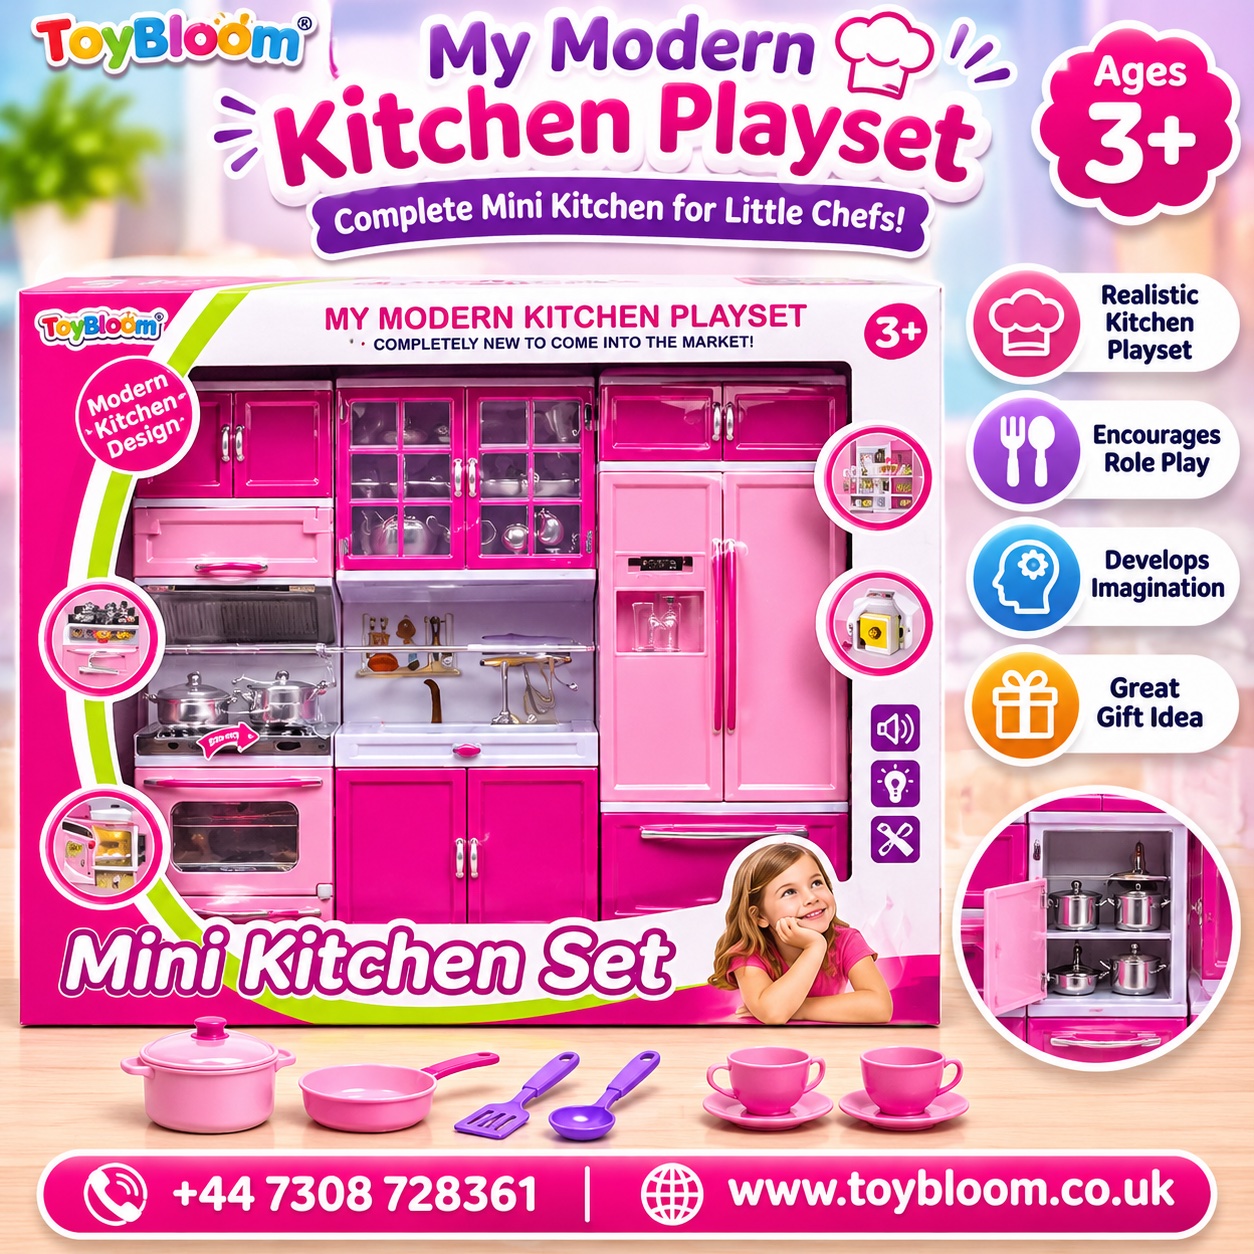 ToyBloom®
My Modern
Kitchen Playset
Complete Mini Kitchen for Little Chefs!
Ages
3+
ToyBloom®
MY MODERN KITCHEN PLAYSET
COMPLETELY NEW TO COME INTO THE MARKET!
3+
Modern
Kitchen
Design
Mini Kitchen Set
Realistic
Kitchen
Playset
Encourages
Role Play
Develops
Imagination
Great
Gift Idea
+44 7308 728361
www.toybloom.co.uk